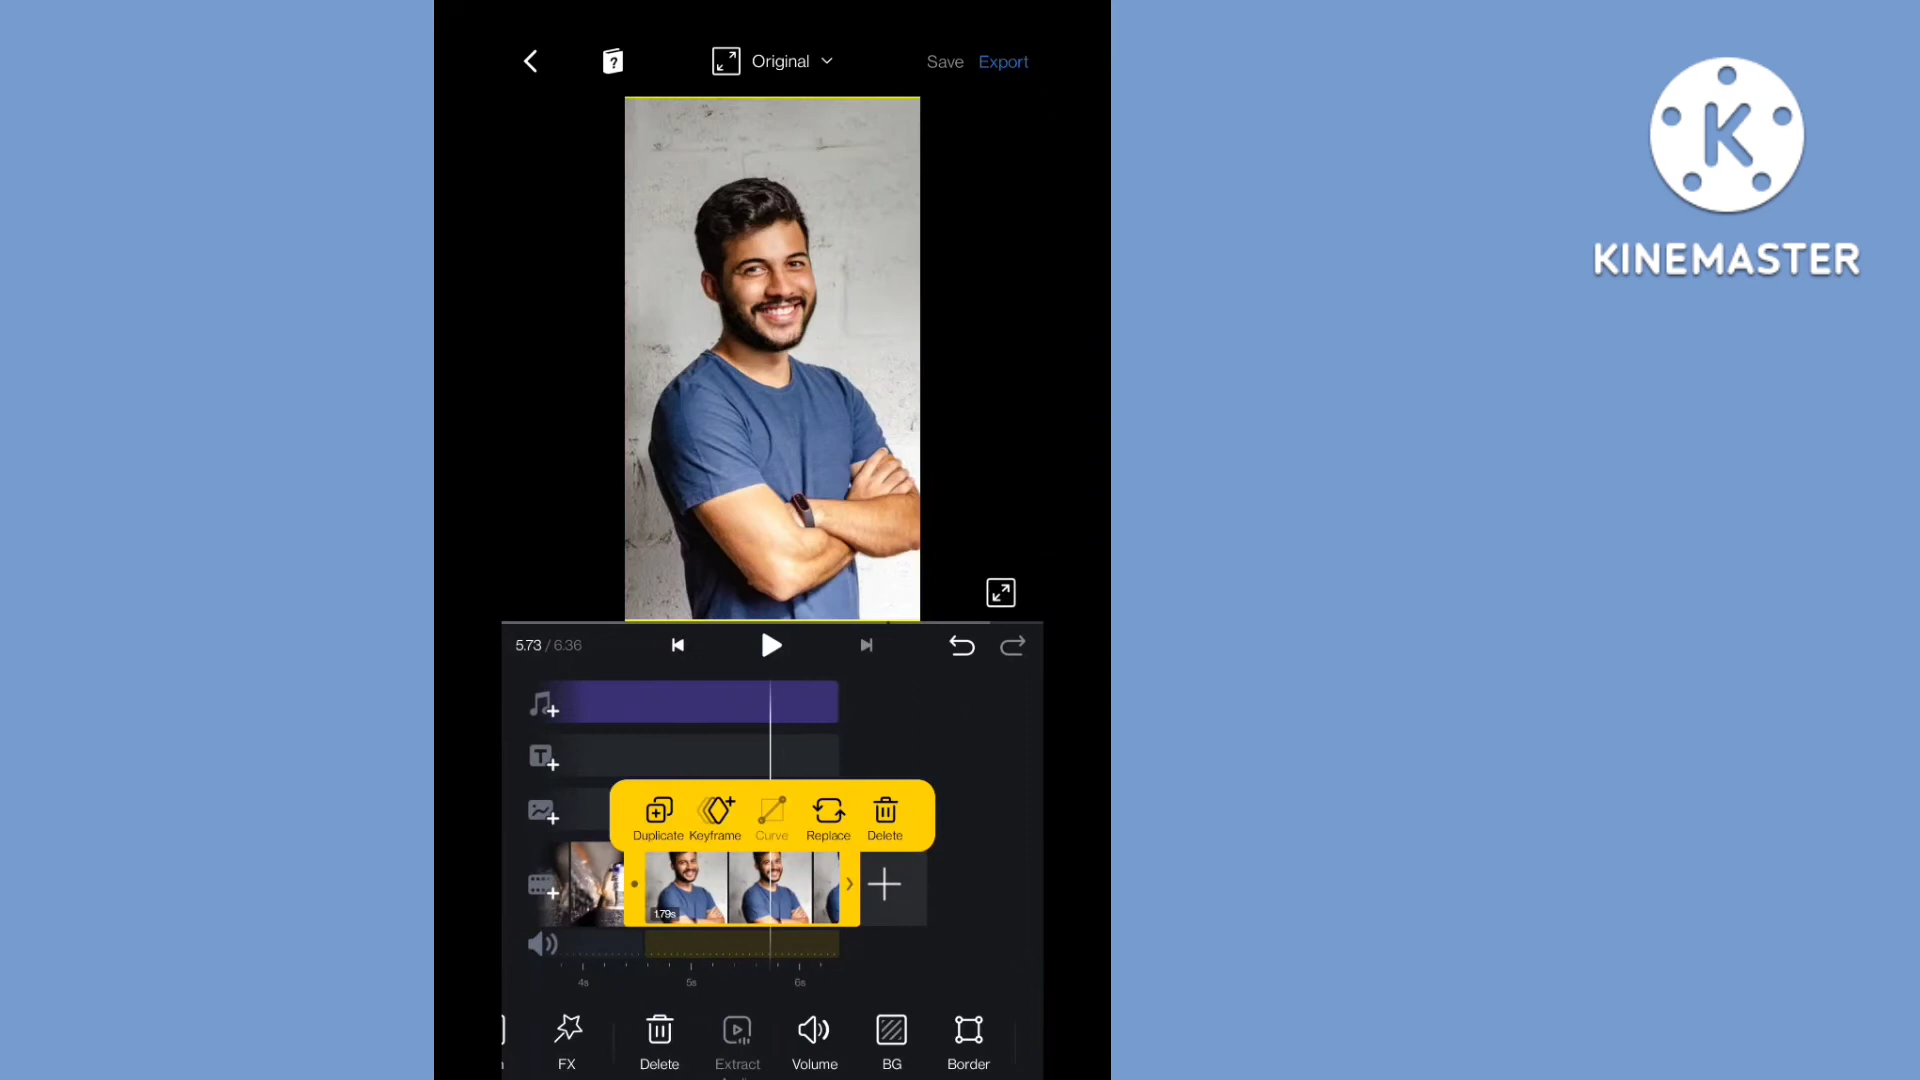 Original
Save Export
K
KINEMASTER
5.73 / 6.36
T
Duplicate Keyframe Curve Replace Delete
1.79s
4s 5s 6s
FX Delete Extract Volume BG Border